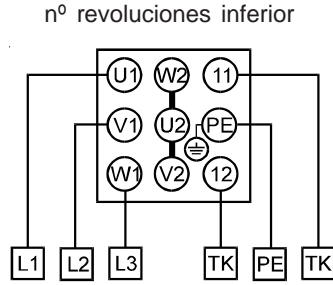 nº revoluciones inferior
U1 W2 11
V1 U2 PE
W1 V2 12
L1 L2 L3 TK PE TK